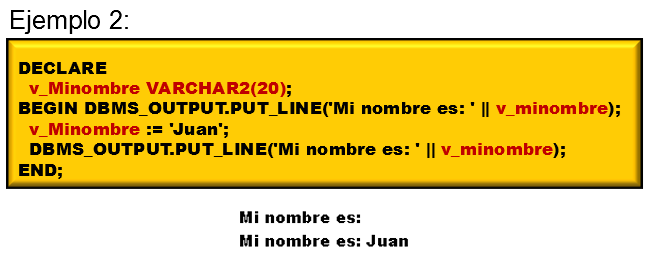 Ejemplo 2:
DECLARE
v_Minombre VARCHAR2(20);
BEGIN DBMS_OUTPUT.PUT_LINE('Mi nombre es: ' || v_minombre);
v_Minombre := 'Juan';
DBMS_OUTPUT.PUT_LINE('Mi nombre es: ' || v_minombre);
END;
Mi nombre es:
Mi nombre es: Juan